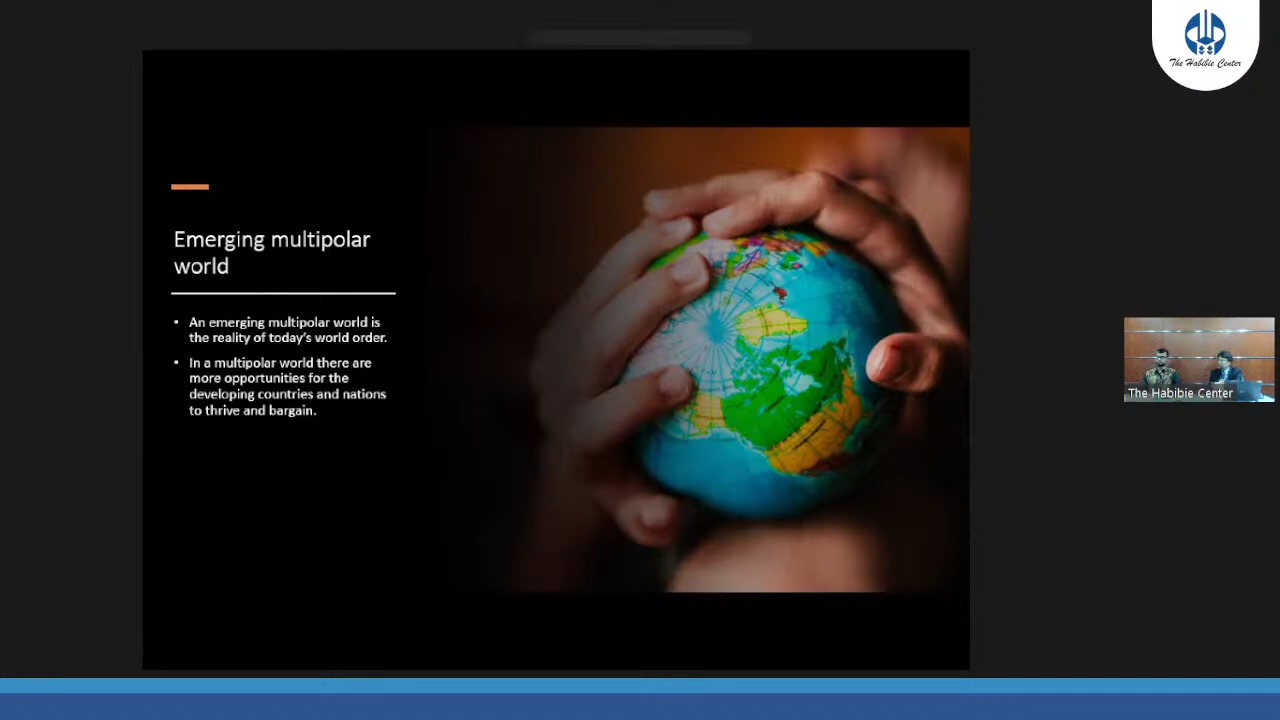 The Habibie Center
Emerging multipolar
world
• An emerging multipolar world is
the reality of today's world order.
• In a multipolar world there are
more opportunities for the
developing countries and nations
to thrive and bargain.
The Habibie Center